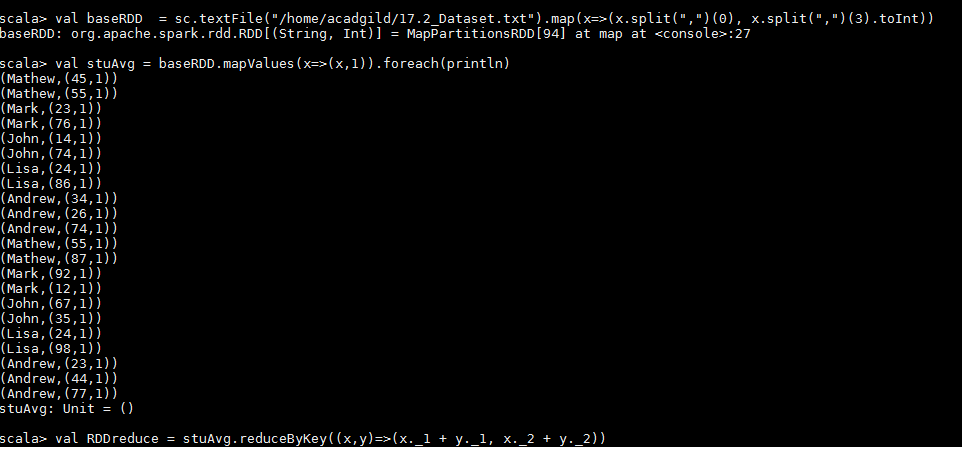 scala> val baseRDD  = sc.textFile("/home/acadgild/17.2_Dataset.txt").map(x=>(x.split(",")(0), x.split(",")(3).toInt))
baseRDD: org.apache.spark.rdd.RDD[(String, Int)] = MapPartitionsRDD[94] at map at <console>:27
scala> val stuAvg = baseRDD.mapValues(x=>(x,1)).foreach(println)
(Mathew,(45,1))
(Mathew,(55,1))
(Mark,(23,1))
(Mark,(76,1))
(John,(14,1))
(John,(74,1))
(Lisa,(24,1))
(Lisa,(86,1))
(Andrew,(34,1))
(Andrew,(26,1))
(Andrew,(74,1))
(Mathew,(55,1))
(Mathew,(87,1))
(Mark,(92,1))
(Mark,(12,1))
(John,(67,1))
(John,(35,1))
(Lisa,(24,1))
(Lisa,(98,1))
(Andrew,(23,1))
(Andrew,(44,1))
(Andrew,(77,1))
stuAvg: Unit = ()
scala> val RDDreduce = stuAvg.reduceByKey((x,y)=>(x._1 + y._1, x._2 + y._2))